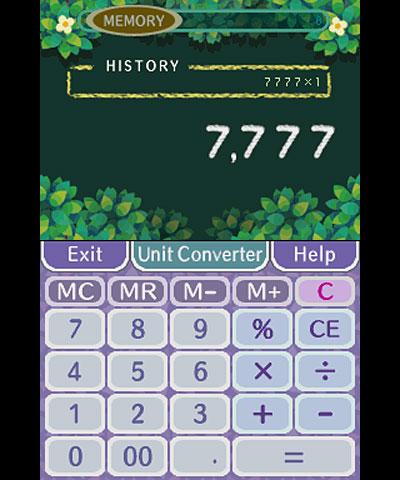 MEMORY 8
HISTORY
7777×1
7,777
Exit Unit Converter Help
MC MR M- M+ C
7 8 9 % CE
4 5 6 × ÷
1 2 3 + -
0 00 . =